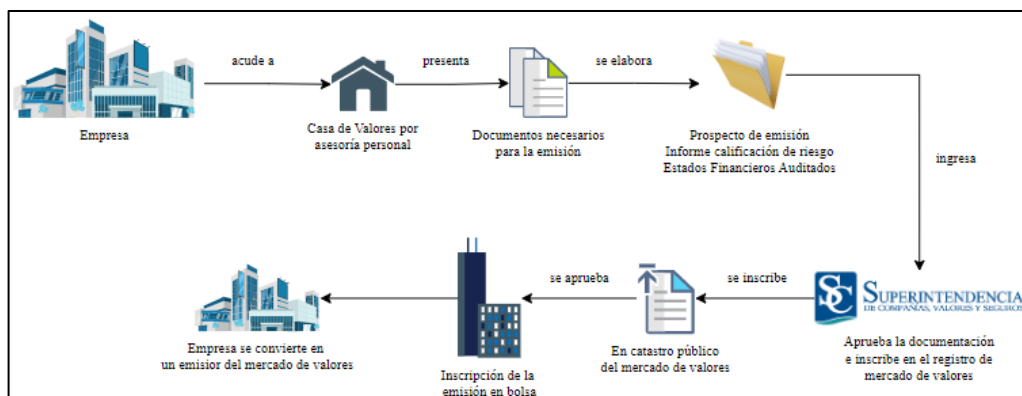 acude a
presenta
se elabora
Empresa
Casa de Valores por
asesoría personal
Documentos necesarios
para la emisión
Prospecto de emisión
Informe calificación de riesgo
Estados Financieros Auditados
ingresa
SUPERINTENDENCIA
DE COMPAÑÍAS, VALORES Y SEGUROS
Aprueba la documentación
e inscribe en el registro de
mercado de valores
se inscribe
En catastro público
del mercado de valores
se aprueba
Inscripción de la
emisión en bolsa
Empresa se convierte en
un emisior del mercado de valores